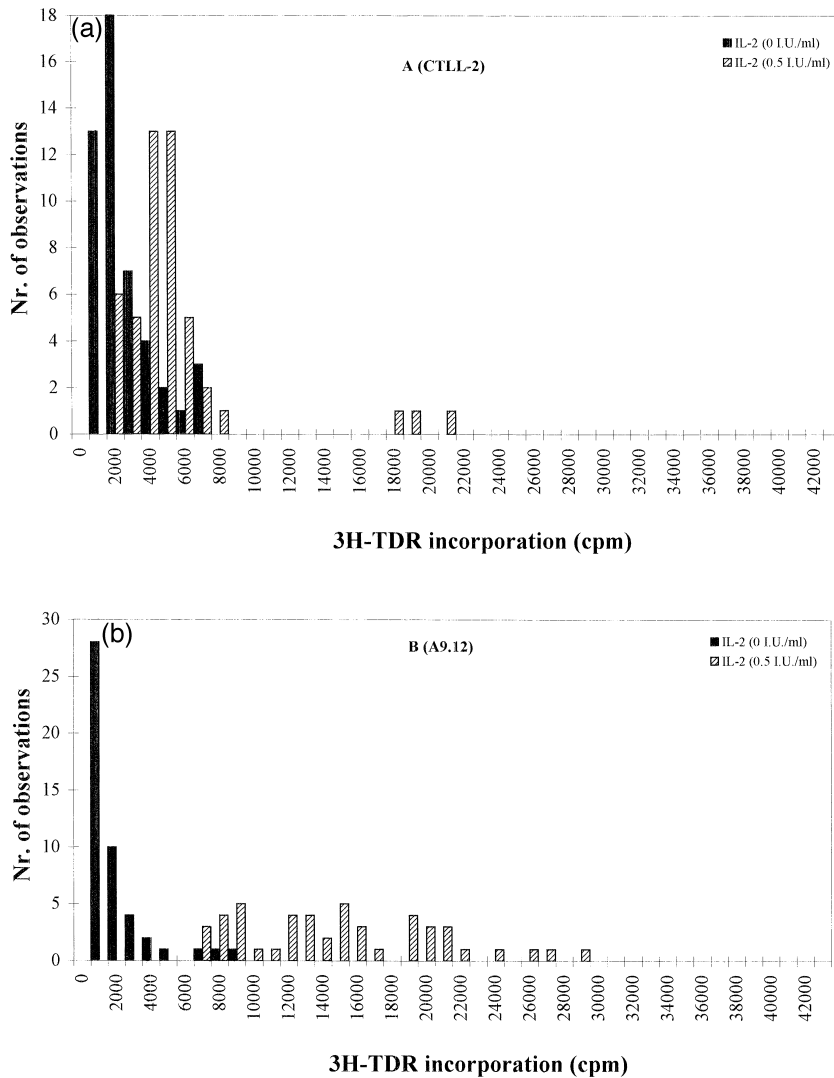 (a)
A (CTLL-2)
IL-2 (0 I.U./ml)
IL-2 (0.5 I.U./ml)
Nr. of observations
18
16
14
12
10
8
6
4
2
0
0 2000 4000 6000 8000 10000 12000 14000 16000 18000 20000 22000 24000 26000 28000 30000 32000 34000 36000 38000 40000 42000
3H-TDR incorporation (cpm)
(b)
B (A9.12)
IL-2 (0 I.U./ml)
IL-2 (0.5 I.U./ml)
Nr. of observations
30
25
20
15
10
5
0
0 2000 4000 6000 8000 10000 12000 14000 16000 18000 20000 22000 24000 26000 28000 30000 32000 34000 36000 38000 40000 42000
3H-TDR incorporation (cpm)